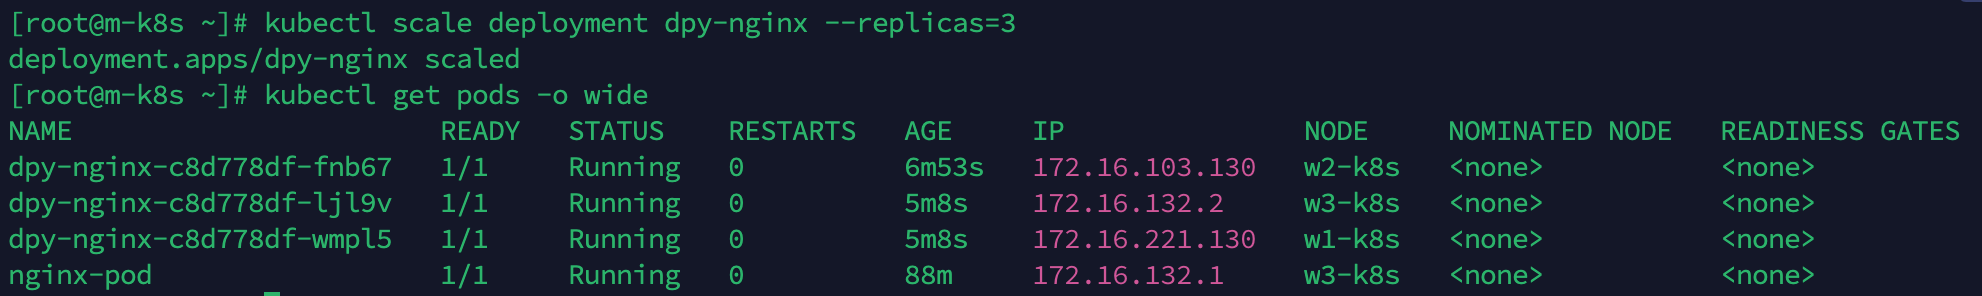 [root@m-k8s ~]# kubectl scale deployment dpy-nginx --replicas=3
deployment.apps/dpy-nginx scaled
[root@m-k8s ~]# kubectl get pods -o wide
NAME                       READY   STATUS    RESTARTS   AGE     IP               NODE     NOMINATED NODE   READINESS GATES
dpy-nginx-c8d778df-fnb67   1/1     Running   0          6m53s   172.16.103.130   w2-k8s   <none>           <none>
dpy-nginx-c8d778df-ljl9v   1/1     Running   0          5m8s    172.16.132.2     w3-k8s   <none>           <none>
dpy-nginx-c8d778df-wmpl5   1/1     Running   0          5m8s    172.16.221.130   w1-k8s   <none>           <none>
nginx-pod                  1/1     Running   0          88m     172.16.132.1     w3-k8s   <none>           <none>